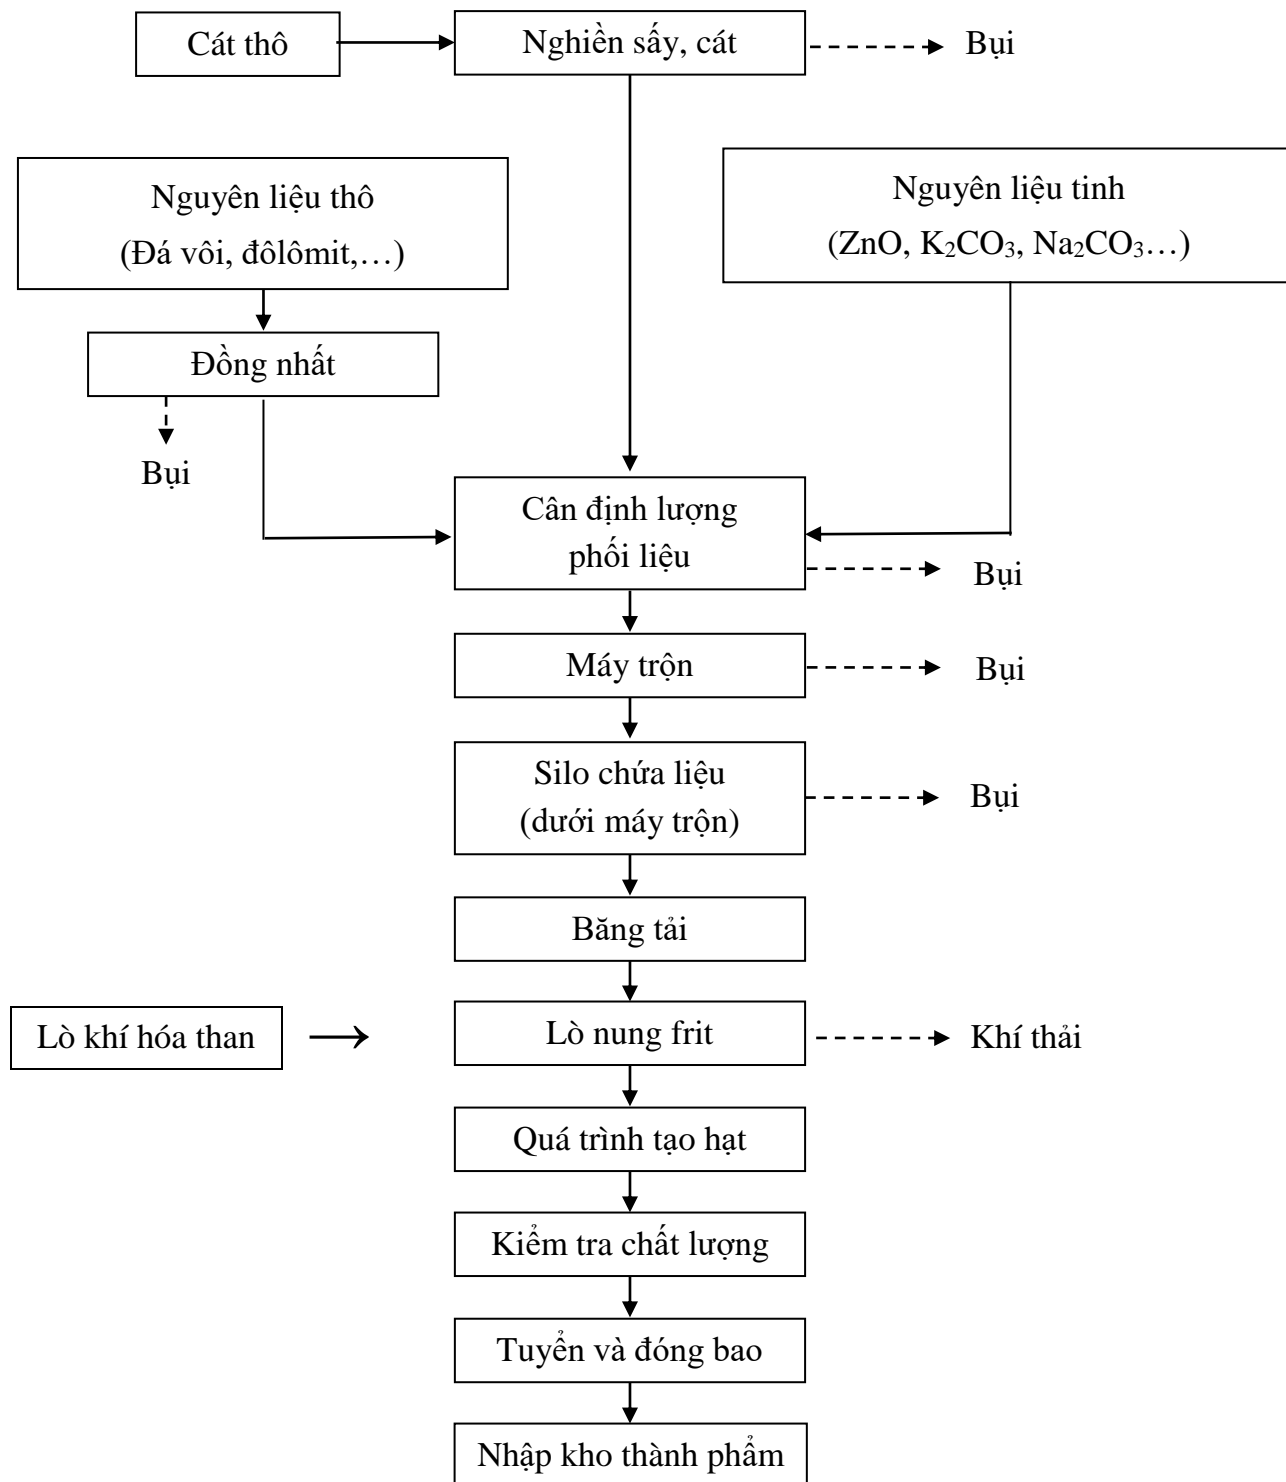 Cát thô
Nghiền sấy, cát
Bụi
Nguyên liệu thô
(Đá vôi, đôlômit,…)
Nguyên liệu tinh
(ZnO, K₂CO₃, Na₂CO₃…)
Đồng nhất
Bụi
Cân định lượng
phối liệu
Bụi
Máy trộn
Bụi
Silo chứa liệu
(dưới máy trộn)
Bụi
Băng tải
Lò khí hóa than
Lò nung frit
Khí thải
Quá trình tạo hạt
Kiểm tra chất lượng
Tuyển và đóng bao
Nhập kho thành phẩm